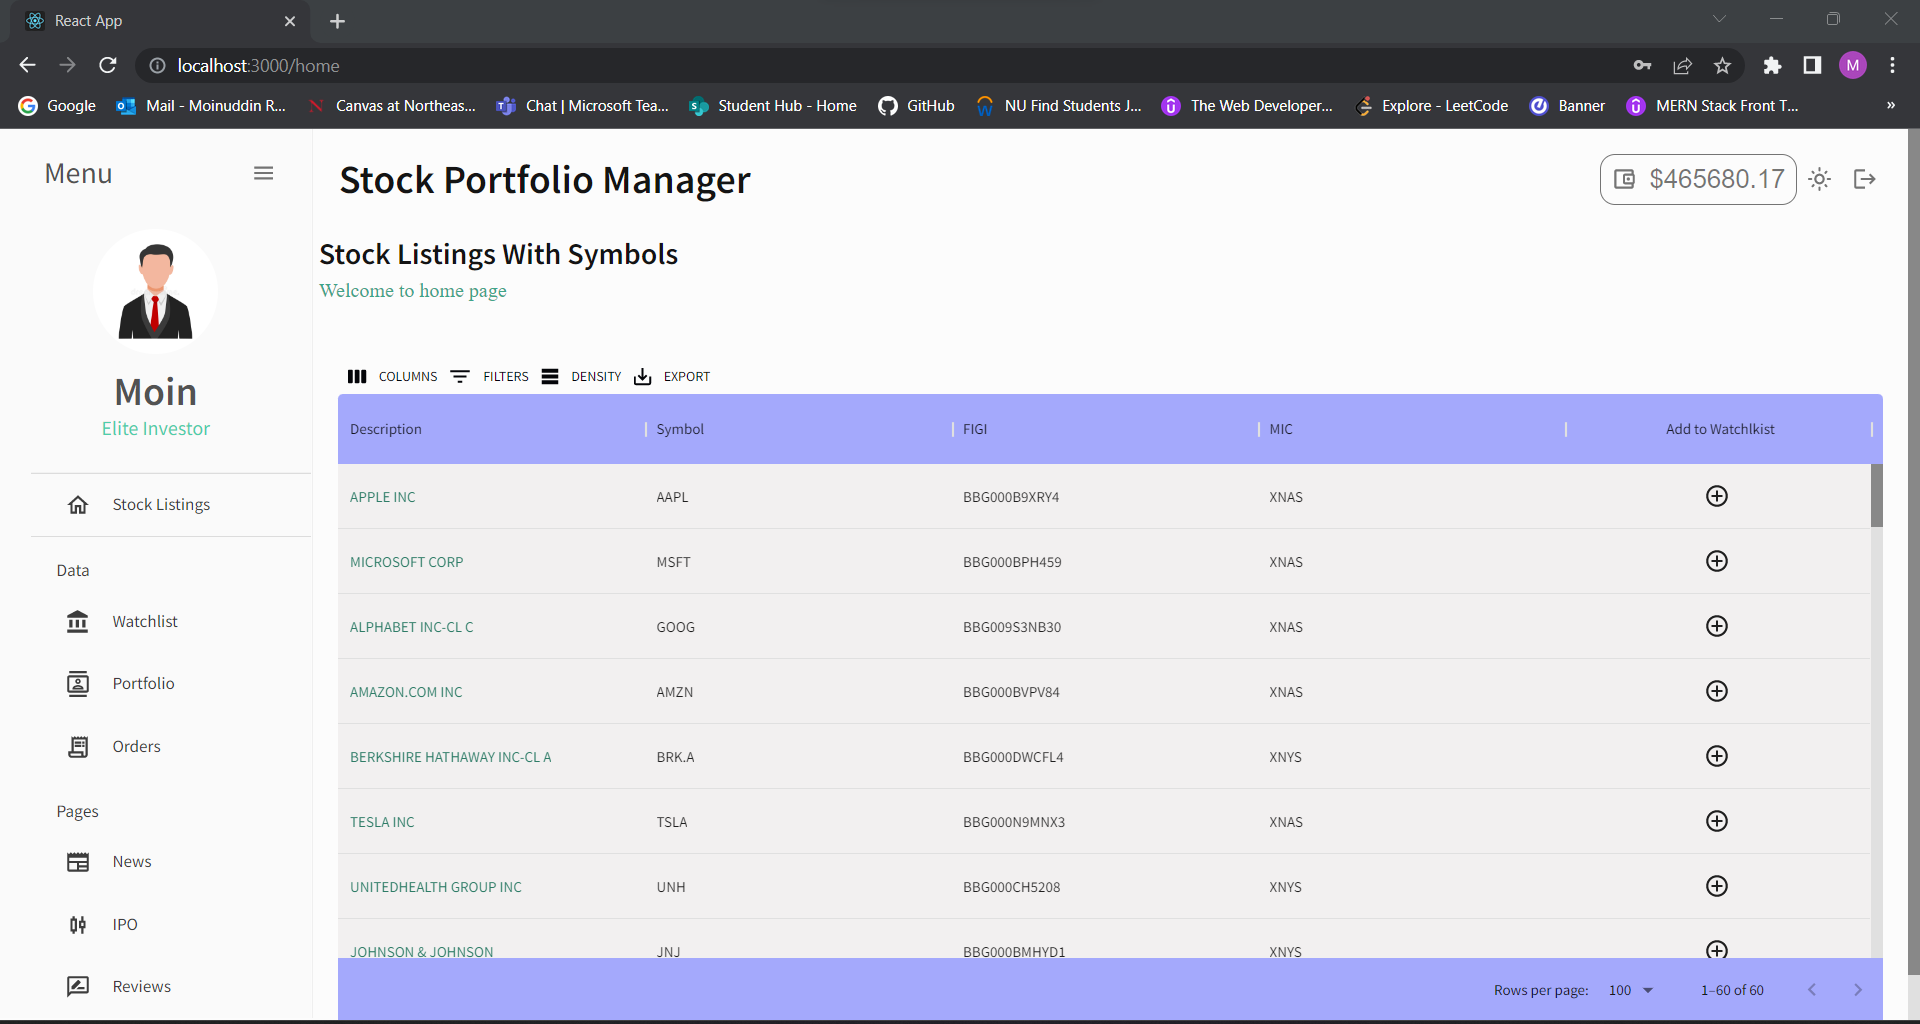 React App
localhost:3000/home
M
Google
Mail - Moinuddin R...
Canvas at Northeas...
Chat | Microsoft Tea...
Student Hub - Home
GitHub
NU Find Students J...
The Web Developer...
Explore - LeetCode
Banner
MERN Stack Front T...
»
Menu
Stock Portfolio Manager
$465680.17
Stock Listings With Symbols
Welcome to home page
Moin
Elite Investor
Stock Listings
Data
Watchlist
Portfolio
Orders
Pages
News
IPO
Reviews
COLUMNS FILTERS DENSITY EXPORT
Description Symbol FIGI MIC Add to Watchlkist
APPLE INC AAPL BBG000B9XRY4 XNAS
MICROSOFT CORP MSFT BBG000BPH459 XNAS
ALPHABET INC-CL C GOOG BBG009S3NB30 XNAS
AMAZON.COM INC AMZN BBG000BVPV84 XNAS
BERKSHIRE HATHAWAY INC-CL A BRK.A BBG000DWCFL4 XNYS
TESLA INC TSLA BBG000N9MNX3 XNAS
UNITEDHEALTH GROUP INC UNH BBG000CH5208 XNYS
JOHNSON & JOHNSON JNJ BBG000BMHYD1 XNYS
Rows per page: 100 1–60 of 60